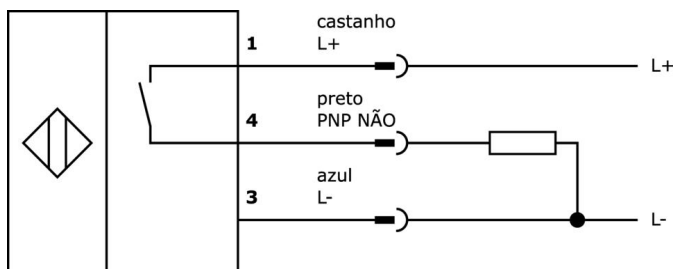 castanho
1 L+
L+
preto
4 PNP NÃO
azul
3 L-
L-